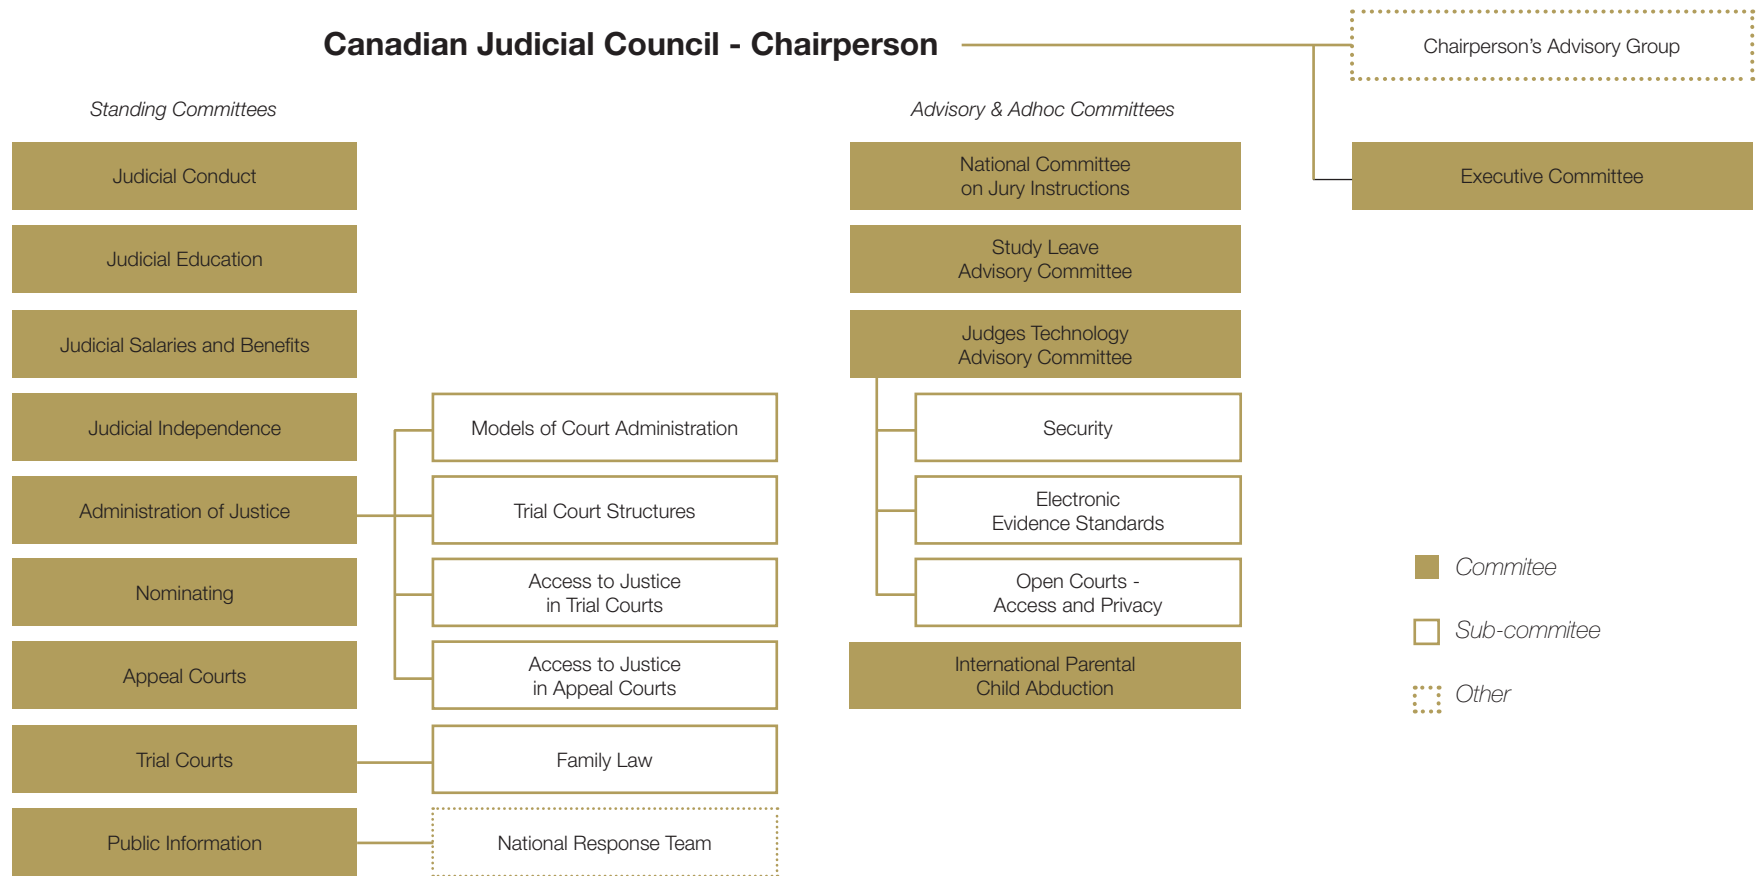 Canadian Judicial Council - Chairperson
Chairperson's Advisory Group
Executive Committee
Standing Committees
Judicial Conduct
Judicial Education
Judicial Salaries and Benefits
Judicial Independence
Administration of Justice
Models of Court Administration
Trial Court Structures
Access to Justice
in Trial Courts
Access to Justice
in Appeal Courts
Nominating
Appeal Courts
Trial Courts
Family Law
Public Information
National Response Team
Advisory & Adhoc Committees
National Committee
on Jury Instructions
Study Leave
Advisory Committee
Judges Technology
Advisory Committee
Security
Electronic
Evidence Standards
Open Courts -
Access and Privacy
International Parental
Child Abduction
Commitee
Sub-commitee
Other